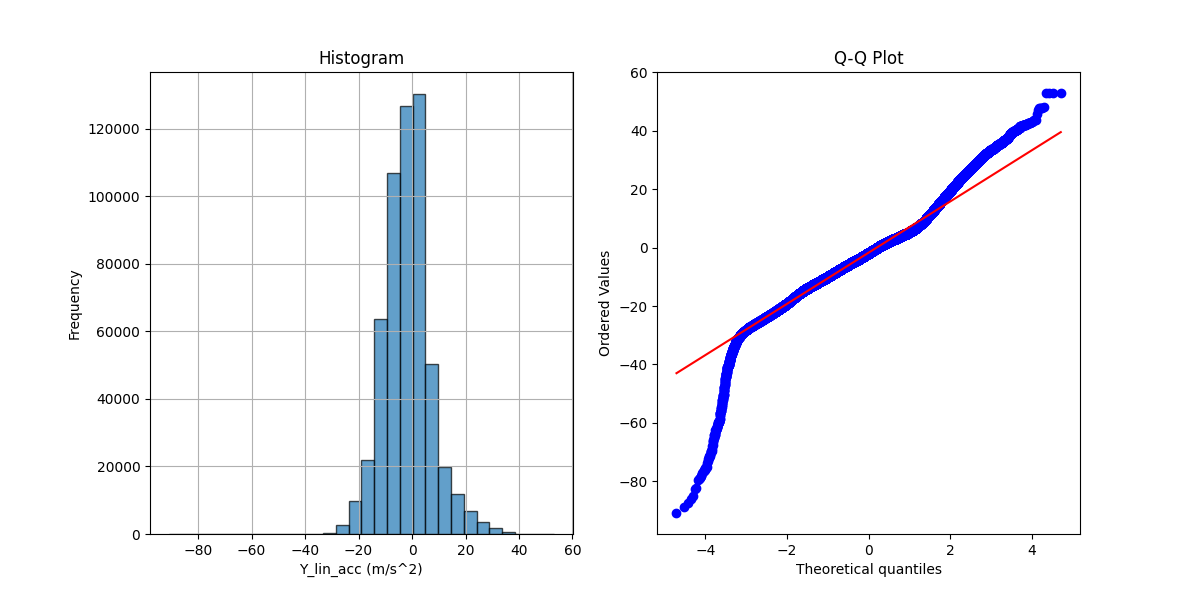 Histogram
Frequency
120000
100000
80000
60000
40000
20000
0
−80 −60 −40 −20 0 20 40 60
Y_lin_acc (m/s^2)
Q-Q Plot
Ordered Values
60
40
20
0
−20
−40
−60
−80
−4 −2 0 2 4
Theoretical quantiles